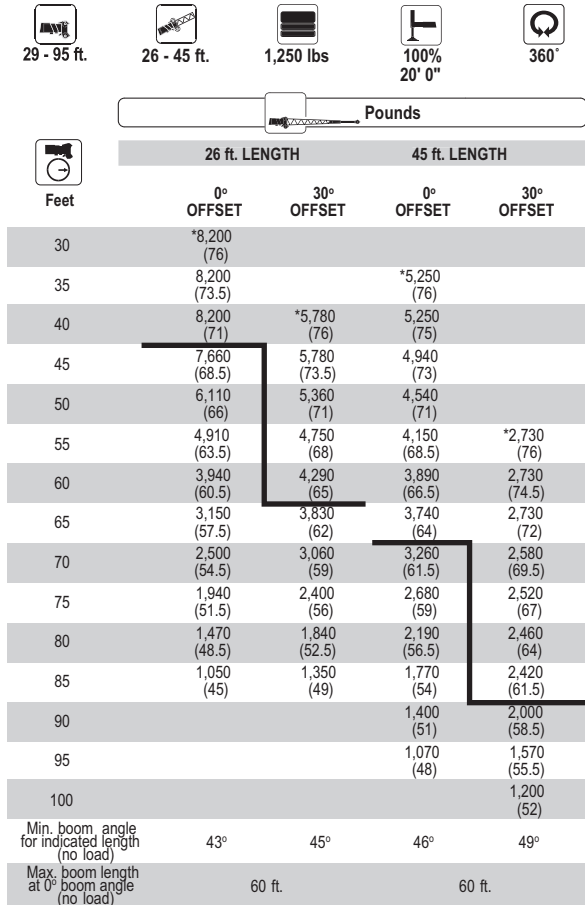 29 - 95 ft. 26 - 45 ft. 1,250 lbs 100% 360°
20' 0"
Pounds
26 ft. LENGTH 45 ft. LENGTH
Feet 0° 30° 0° 30°
OFFSET OFFSET OFFSET OFFSET
30 *8,200
(76)
35 8,200 *5,250
(73.5) (76)
40 8,200 *5,780 5,250
(71) (76) (75)
45 7,660 5,780 4,940
(68.5) (73.5) (73)
50 6,110 5,360 4,540
(66) (71) (71)
55 4,910 4,750 4,150 *2,730
(63.5) (68) (68.5) (76)
60 3,940 4,290 3,890 2,730
(60.5) (65) (66.5) (74.5)
65 3,150 3,830 3,740 2,730
(57.5) (62) (64) (72)
70 2,500 3,060 3,260 2,580
(54.5) (59) (61.5) (69.5)
75 1,940 2,400 2,680 2,520
(51.5) (56) (59) (67)
80 1,470 1,840 2,190 2,460
(48.5) (52.5) (56.5) (64)
85 1,050 1,350 1,770 2,420
(45) (49) (54) (61.5)
90 1,400 2,000
(51) (58.5)
95 1,070 1,570
(48) (55.5)
100 1,200
(52)
Min. boom angle
for indicated length 43° 45° 46° 49°
(no load)
Max. boom length
at 0° boom angle 60 ft. 60 ft.
(no load)